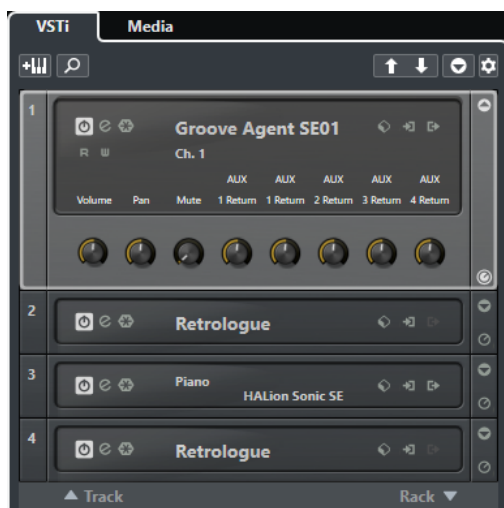 VSTi Media
1
Groove Agent SE01
R W
Ch. 1
AUX AUX AUX AUX AUX
Volume Pan Mute 1 Return 1 Return 2 Return 3 Return 4 Return
2
Retrologue
3
Piano
HALion Sonic SE
4
Retrologue
Track Rack